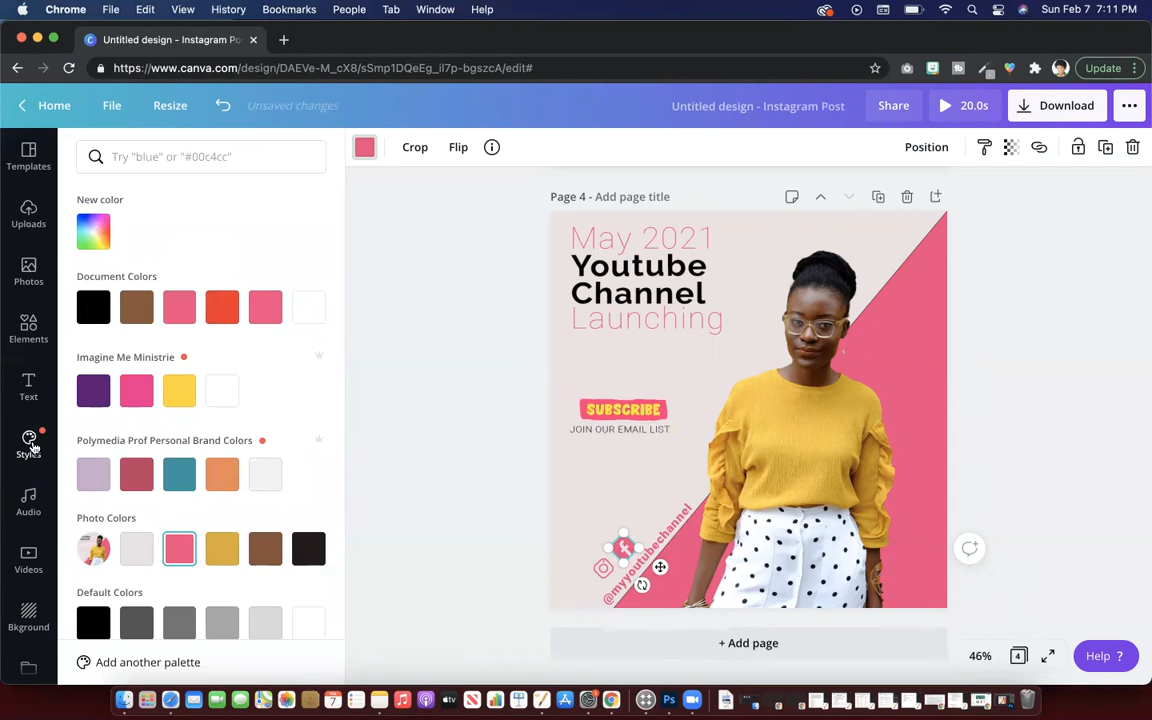 Chrome File Edit View History Bookmarks People Tab Window Help Sun Feb 7 7:11 PM
Untitled design - Instagram Po
https://www.canva.com/design/DAEVe-M_cX8/sSmp1DQeEg_il7p-bgszcA/edit#
Update
Home File Resize Unsaved changes Untitled design - Instagram Post Share 20.0s Download
Templates
Uploads
Photos
Elements
Text
Styles
Audio
Videos
Bkground
Try "blue" or "#00c4cc"
New color
Document Colors
Imagine Me Ministrie
Polymedia Prof Personal Brand Colors
Photo Colors
Default Colors
Add another palette
Crop Flip Position
Page 4 - Add page title
May 2021
Youtube
Channel
Launching
SUBSCRIBE
JOIN OUR EMAIL LIST
@myyoutubechannel
+ Add page
46% 4 Help ?